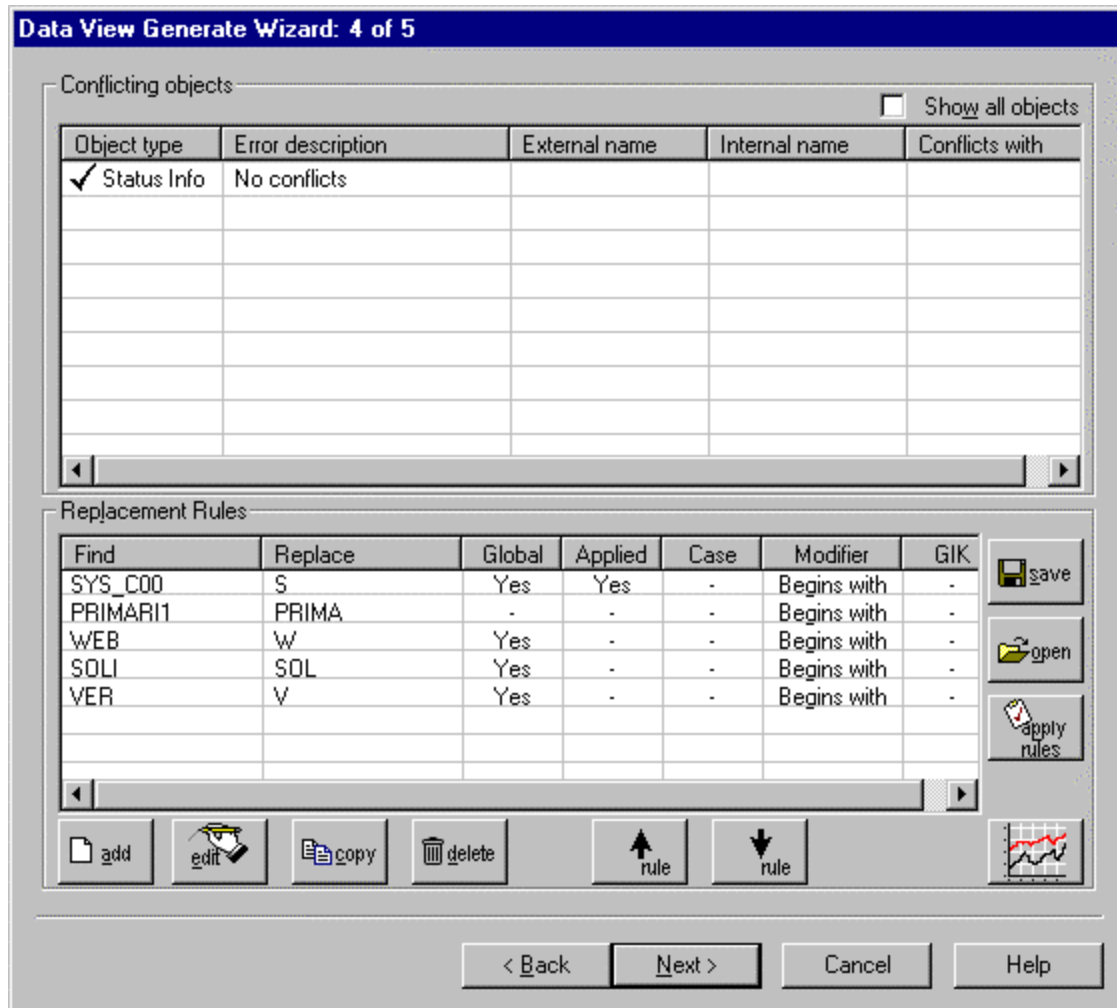 Data View Generate Wizard: 4 of 5
Conflicting objects
Show all objects
Object type Error description External name Internal name Conflicts with
Status Info No conflicts
Replacement Rules
Find Replace Global Applied Case Modifier GIK
SYS_C00 S Yes Yes - Begins with -
PRIMARI1 PRIMA - - - Begins with -
WEB W Yes - - Begins with -
SOLI SOL Yes - - Begins with -
VER V Yes - - Begins with -
save
open
apply
rules
add edit copy delete rule rule
< Back Next > Cancel Help